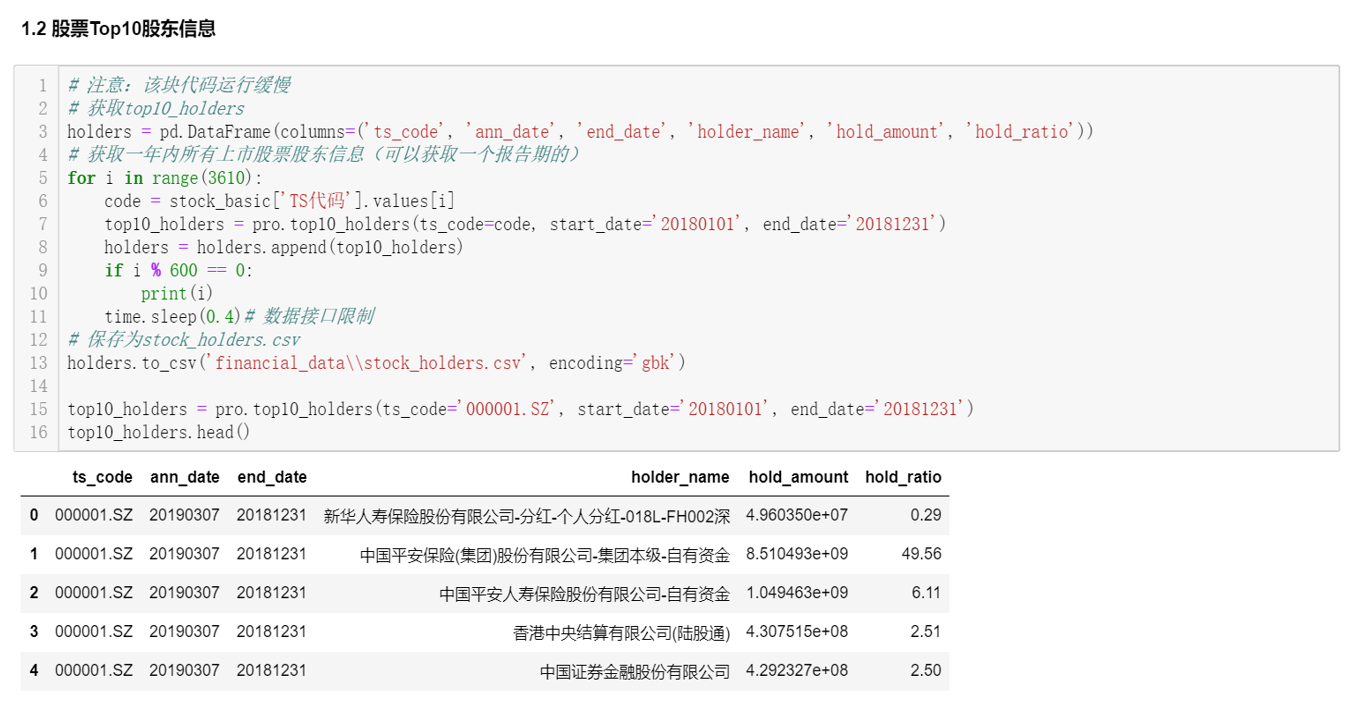 1.2 股票Top10股东信息
1 # 注意：该块代码运行缓慢
2 # 获取top10_holders
3 holders = pd.DataFrame(columns=('ts_code', 'ann_date', 'end_date', 'holder_name', 'hold_amount', 'hold_ratio'))
4 # 获取一年内所有上市股票股东信息（可以获取一个报告期的）
5 for i in range(3610):
6     code = stock_basic['TS代码'].values[i]
7     top10_holders = pro.top10_holders(ts_code=code, start_date='20180101', end_date='20181231')
8     holders = holders.append(top10_holders)
9     if i % 600 == 0:
10         print(i)
11     time.sleep(0.4)# 数据接口限制
12 # 保存为stock_holders.csv
13 holders.to_csv('financial_data\\stock_holders.csv', encoding='gbk')
14
15 top10_holders = pro.top10_holders(ts_code='000001.SZ', start_date='20180101', end_date='20181231')
16 top10_holders.head()
ts_code ann_date end_date holder_name hold_amount hold_ratio
0 000001.SZ 20190307 20181231 新华人寿保险股份有限公司-分红-个人分红-018L-FH002深 4.960350e+07 0.29
1 000001.SZ 20190307 20181231 中国平安保险(集团)股份有限公司-集团本级-自有资金 8.510493e+09 49.56
2 000001.SZ 20190307 20181231 中国平安人寿保险股份有限公司-自有资金 1.049463e+09 6.11
3 000001.SZ 20190307 20181231 香港中央结算有限公司(陆股通) 4.307515e+08 2.51
4 000001.SZ 20190307 20181231 中国证券金融股份有限公司 4.292327e+08 2.50